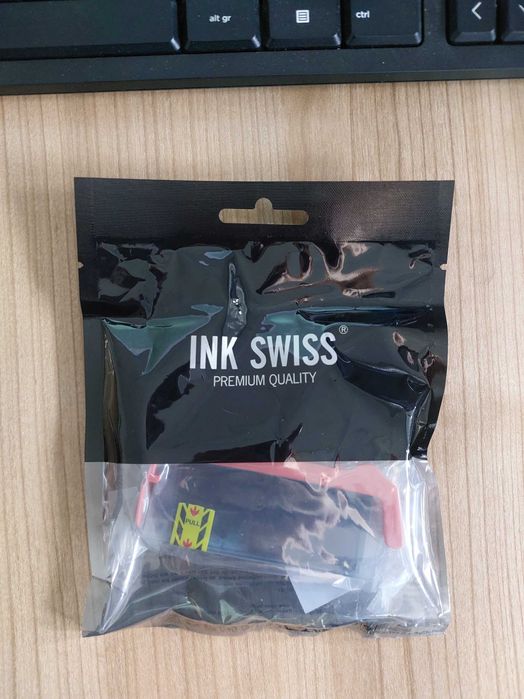 alt gr
ctrl
INK SWISS®
PREMIUM QUALITY
PULL